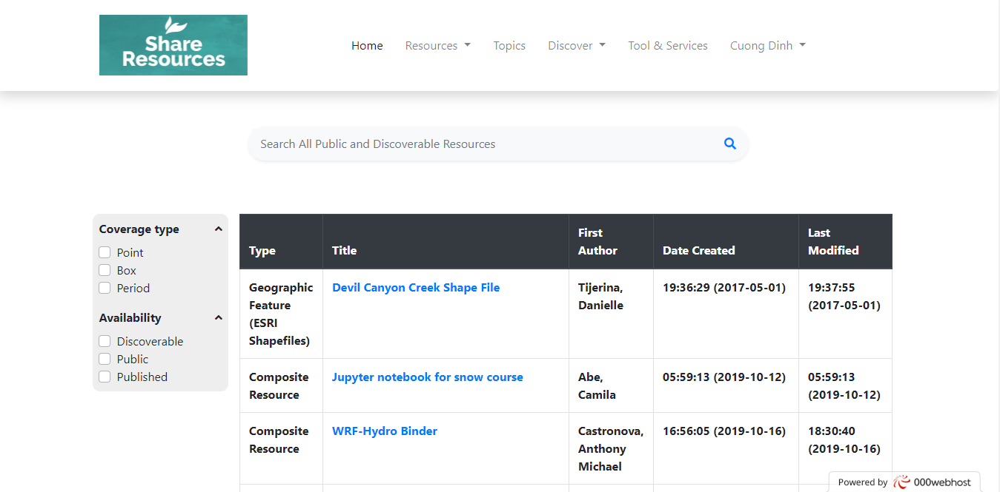 Share
Resources
Home
Resources
Topics
Discover
Tool & Services
Cuong Dinh
Search All Public and Discoverable Resources
Coverage type
Point
Box
Period
Availability
Discoverable
Public
Published
Type
Title
First
Author
Date Created
Last
Modified
Geographic
Feature
(ESRI
Shapefiles)
Devil Canyon Creek Shape File
Tijerina,
Danielle
19:36:29 (2017-05-01)
19:37:55
(2017-05-01)
Composite
Resource
Jupyter notebook for snow course
Abe,
Camila
05:59:13 (2019-10-12)
05:59:13
(2019-10-12)
Composite
Resource
WRF-Hydro Binder
Castronova,
Anthony
Michael
16:56:05 (2019-10-16)
18:30:40
(2019-10-16)
Powered by 000webhost